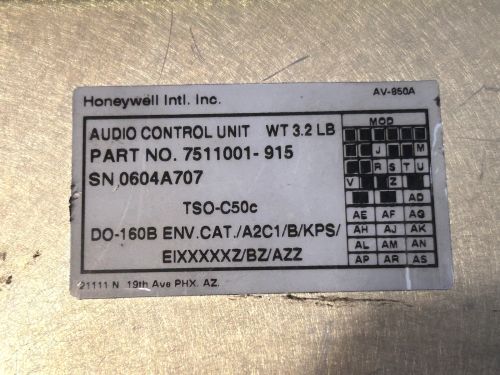 Honeywell Intl. Inc.
AV-850A
AUDIO CONTROL UNIT WT 3.2 LB
PART NO. 7511001-915
SN 0604A707
TSO-C50c
DO-160B ENV.CAT./A2C1/B/KPS/
EIXXXXXZ/BZ/AZZ
MOD
J M
R S T U
V Z
AD
AE AF AG
AH AJ AK
AL AM AN
AP AR AS
21111 N 19th Ave PHX. AZ.